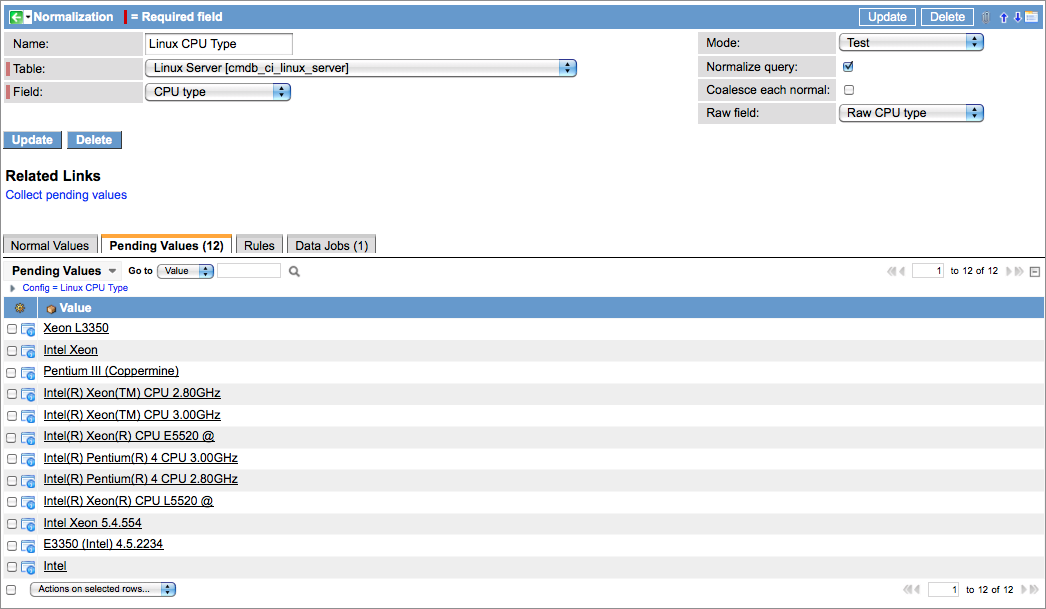 Normalization = Required field Update Delete
Name: Linux CPU Type Mode: Test
Table: Linux Server [cmdb_ci_linux_server] Normalize query:
Field: CPU type Coalesce each normal:
Raw field: Raw CPU type
Update Delete
Related Links
Collect pending values
Normal Values Pending Values (12) Rules Data Jobs (1)
Pending Values Go to Value 1 to 12 of 12
Config = Linux CPU Type
Value
Xeon L3350
Intel Xeon
Pentium III (Coppermine)
Intel(R) Xeon(TM) CPU 2.80GHz
Intel(R) Xeon(TM) CPU 3.00GHz
Intel(R) Xeon(R) CPU E5520 @
Intel(R) Pentium(R) 4 CPU 3.00GHz
Intel(R) Pentium(R) 4 CPU 2.80GHz
Intel(R) Xeon(R) CPU L5520 @
Intel Xeon 5.4.554
E3350 (Intel) 4.5.2234
Intel
Actions on selected rows... 1 to 12 of 12